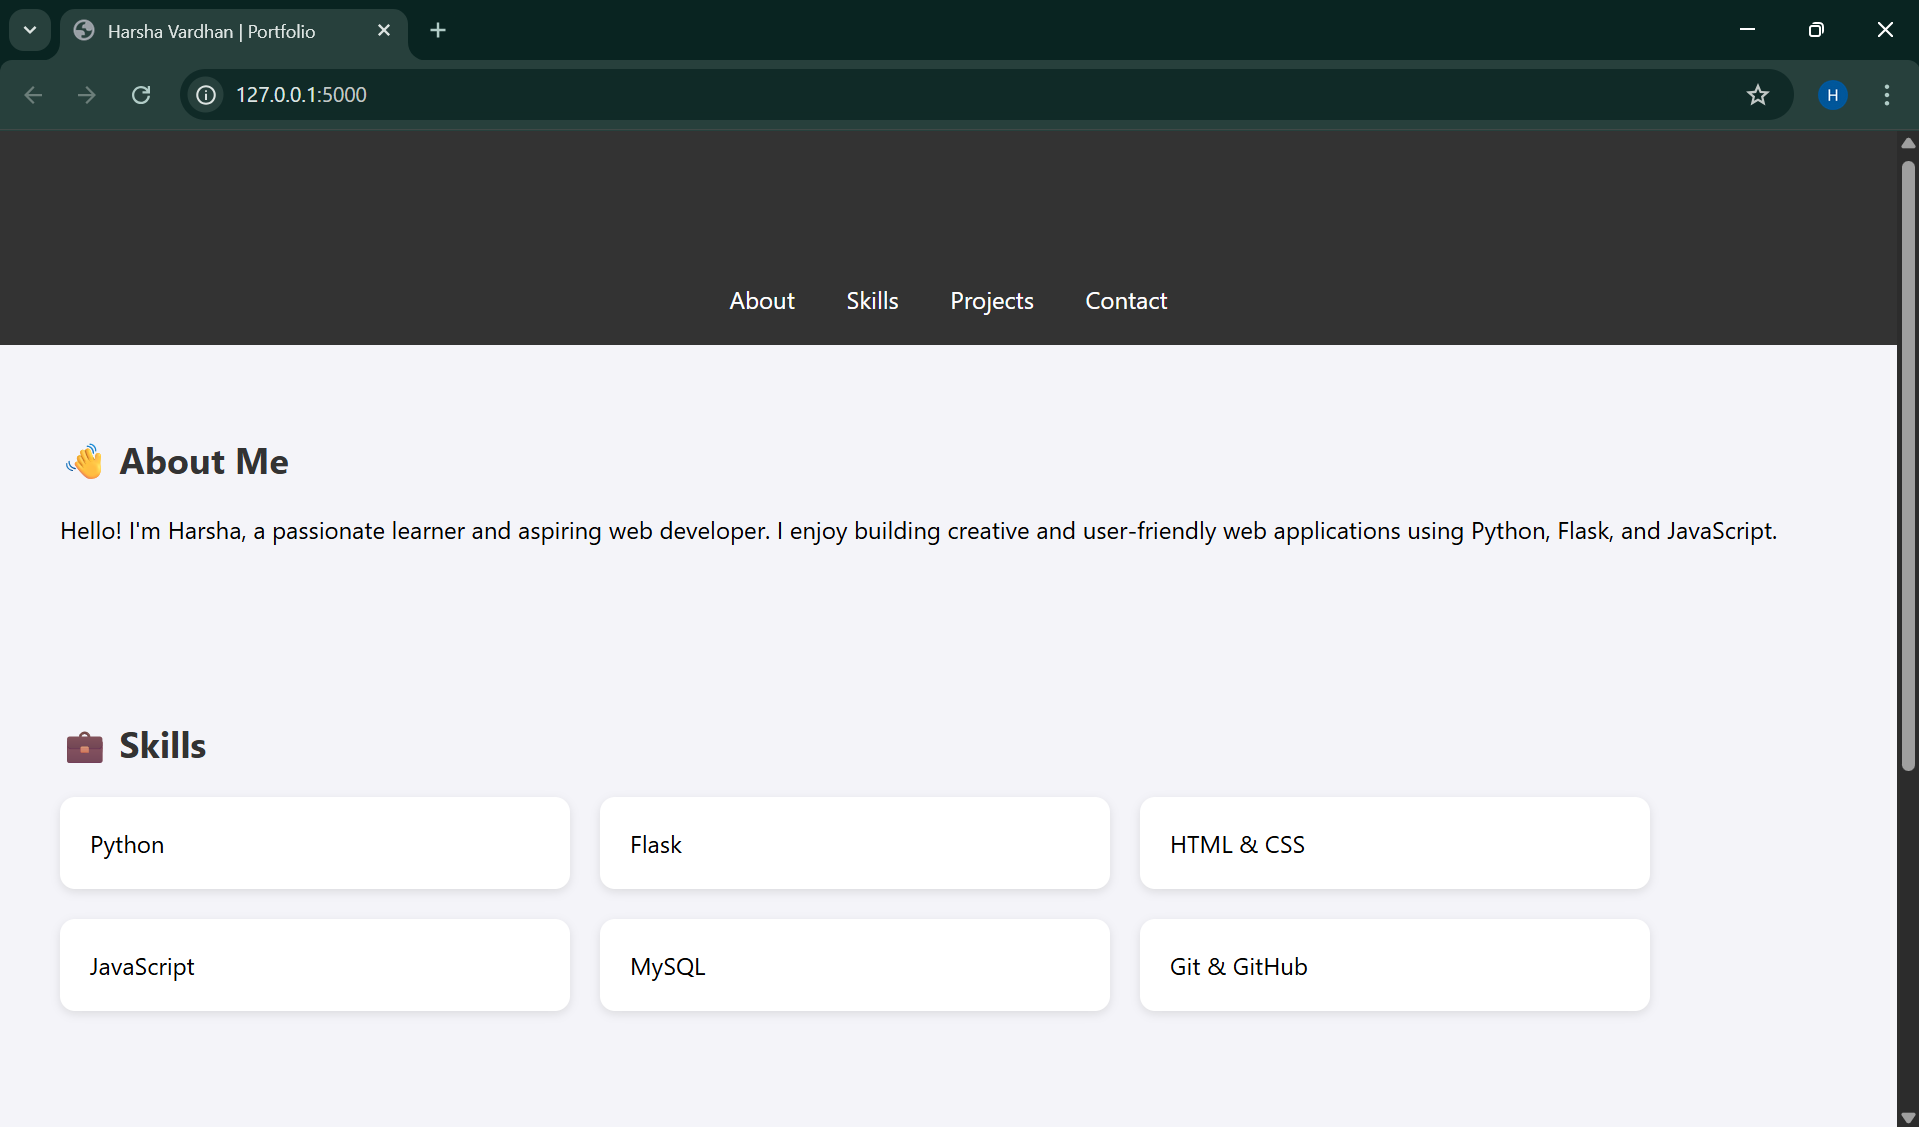 Harsha Vardhan | Portfolio
127.0.0.1:5000
H
About Skills Projects Contact
👋 About Me
Hello! I'm Harsha, a passionate learner and aspiring web developer. I enjoy building creative and user-friendly web applications using Python, Flask, and JavaScript.
💼 Skills
Python Flask HTML & CSS
JavaScript MySQL Git & GitHub